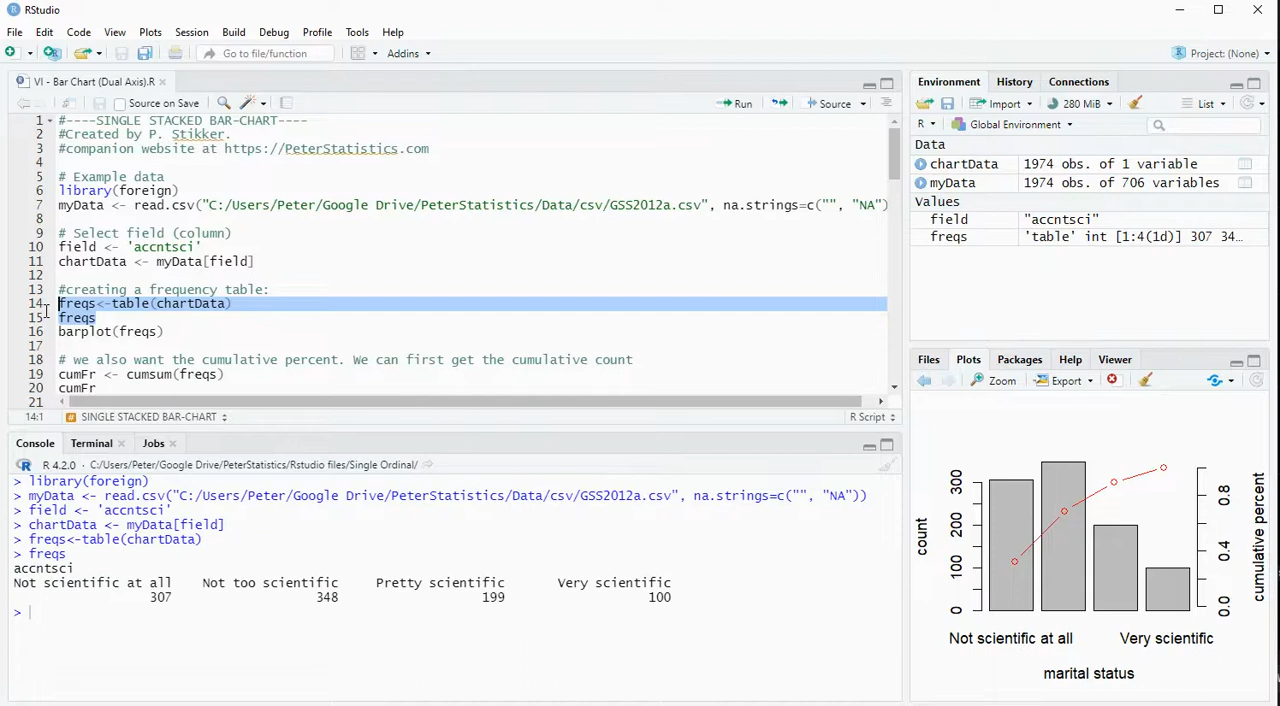 RStudio
File Edit Code View Plots Session Build Debug Profile Tools Help
Go to file/function Addins Project: (None)
VI - Bar Chart (Dual Axis).R
Source on Save Run Source
1 #----SINGLE STACKED BAR-CHART----
2 #Created by P. Stikker.
3 #companion website at https://PeterStatistics.com
4
5 # Example data
6 library(foreign)
7 myData <- read.csv("C:/Users/Peter/Google Drive/PeterStatistics/Data/csv/GSS2012a.csv", na.strings=c("", "NA")
8
9 # Select field (column)
10 field <- 'accntsci'
11 chartData <- myData[field]
12
13 #creating a frequency table:
14 freqs<-table(chartData)
15 freqs
16 barplot(freqs)
17
18 # we also want the cumulative percent. We can first get the cumulative count
19 cumFr <- cumsum(freqs)
20 cumFr
21
14:1 SINGLE STACKED BAR-CHART R Script
Console Terminal Jobs
R 4.2.0 · C:/Users/Peter/Google Drive/PeterStatistics/Rstudio files/Single Ordinal/
> library(foreign)
> myData <- read.csv("C:/Users/Peter/Google Drive/PeterStatistics/Data/csv/GSS2012a.csv", na.strings=c("", "NA"))
> field <- 'accntsci'
> chartData <- myData[field]
> freqs<-table(chartData)
> freqs
accntsci
Not scientific at all Not too scientific Pretty scientific Very scientific
307 348 199 100
>
Environment History Connections
Import 280 MiB List
R Global Environment
Data
chartData 1974 obs. of 1 variable
myData 1974 obs. of 706 variables
Values
field "accntsci"
freqs 'table' int [1:4(1d)] 307 34…
Files Plots Packages Help Viewer
Zoom Export
count
0 100 200 300
0.0 0.4 0.8
cumulative percent
Not scientific at all Very scientific
marital status